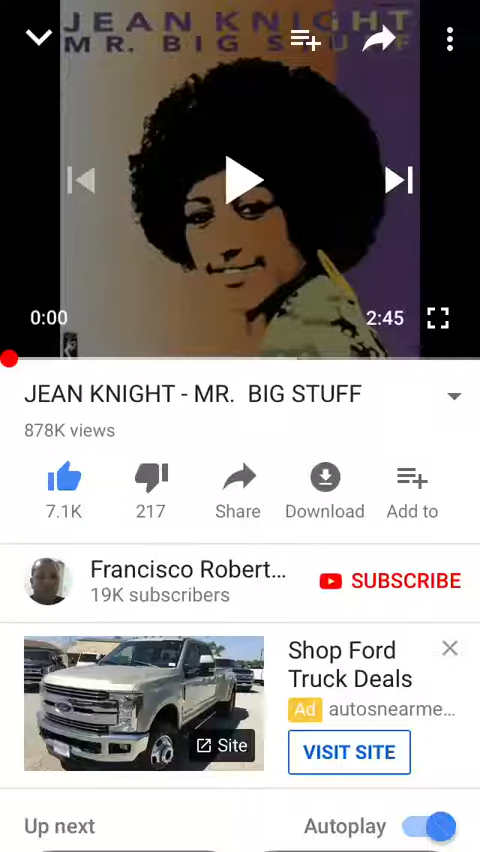 JEAN KNIGHT
MR. BIG STUFF
0:00
2:45
JEAN KNIGHT - MR. BIG STUFF
878K views
7.1K
217
Share
Download
Add to
Francisco Robert...
19K subscribers
SUBSCRIBE
Shop Ford
Truck Deals
Ad autosnearme...
Site
VISIT SITE
Up next
Autoplay